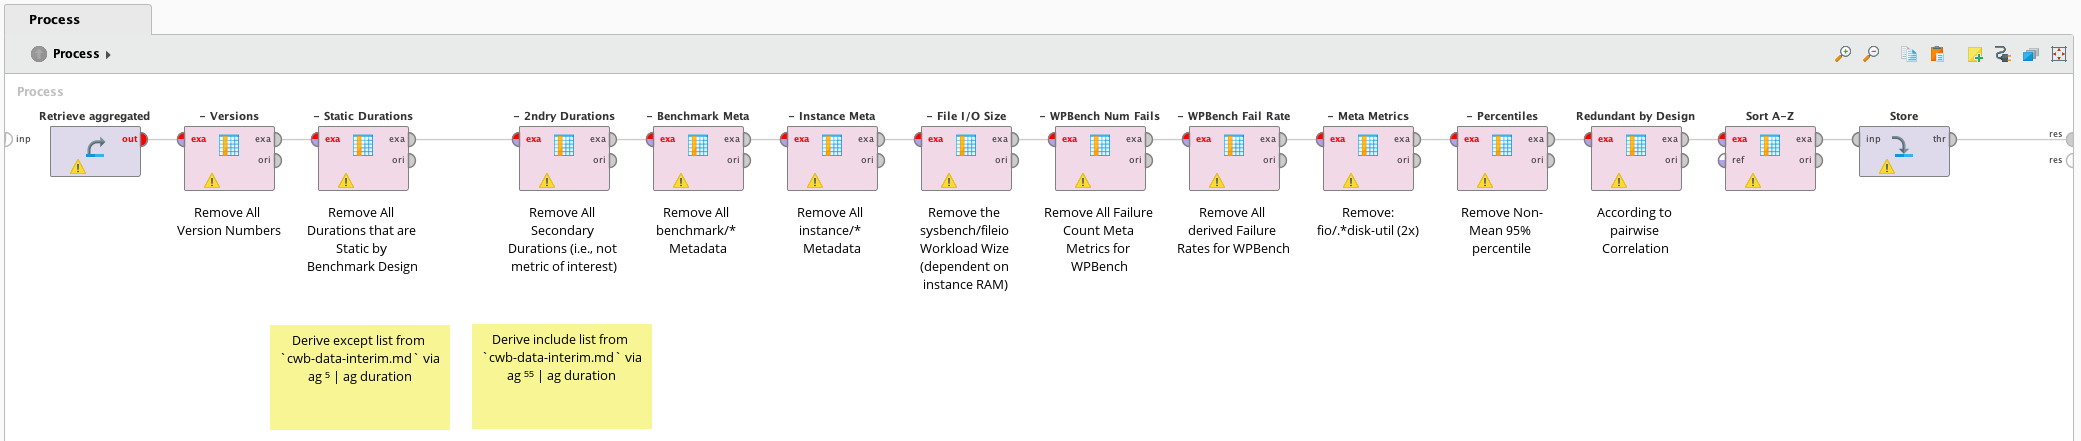 Process
Process
Process
inp
Retrieve aggregated
out
– Versions
exa
exa
ori
Remove All
Version Numbers
– Static Durations
exa
exa
ori
Remove All
Durations that are
Static by
Benchmark Design
– 2ndry Durations
exa
exa
ori
Remove All
Secondary
Durations (i.e., not
metric of interest)
– Benchmark Meta
exa
exa
ori
Remove All
benchmark/*
Metadata
– Instance Meta
exa
exa
ori
Remove All
instance/*
Metadata
– File I/O Size
exa
exa
ori
Remove the
sysbench/fileio
Workload Wize
(dependent on
instance RAM)
– WPBench Num Fails
exa
exa
ori
Remove All Failure
Count Meta
Metrics for
WPBench
– WPBench Fail Rate
exa
exa
ori
Remove All
derived Failure
Rates for WPBench
– Meta Metrics
exa
exa
ori
Remove:
fio/.*disk-util (2x)
– Percentiles
exa
exa
ori
Remove Non-
Mean 95%
percentile
Redundant by Design
exa
exa
ori
According to
pairwise
Correlation
Sort A–Z
exa
exa
ref
ori
Store
inp
thr
res
res
Derive except list from
`cwb-data-interim.md` via
ag ⁵ | ag duration
Derive include list from
`cwb-data-interim.md` via
ag ⁵⁵ | ag duration